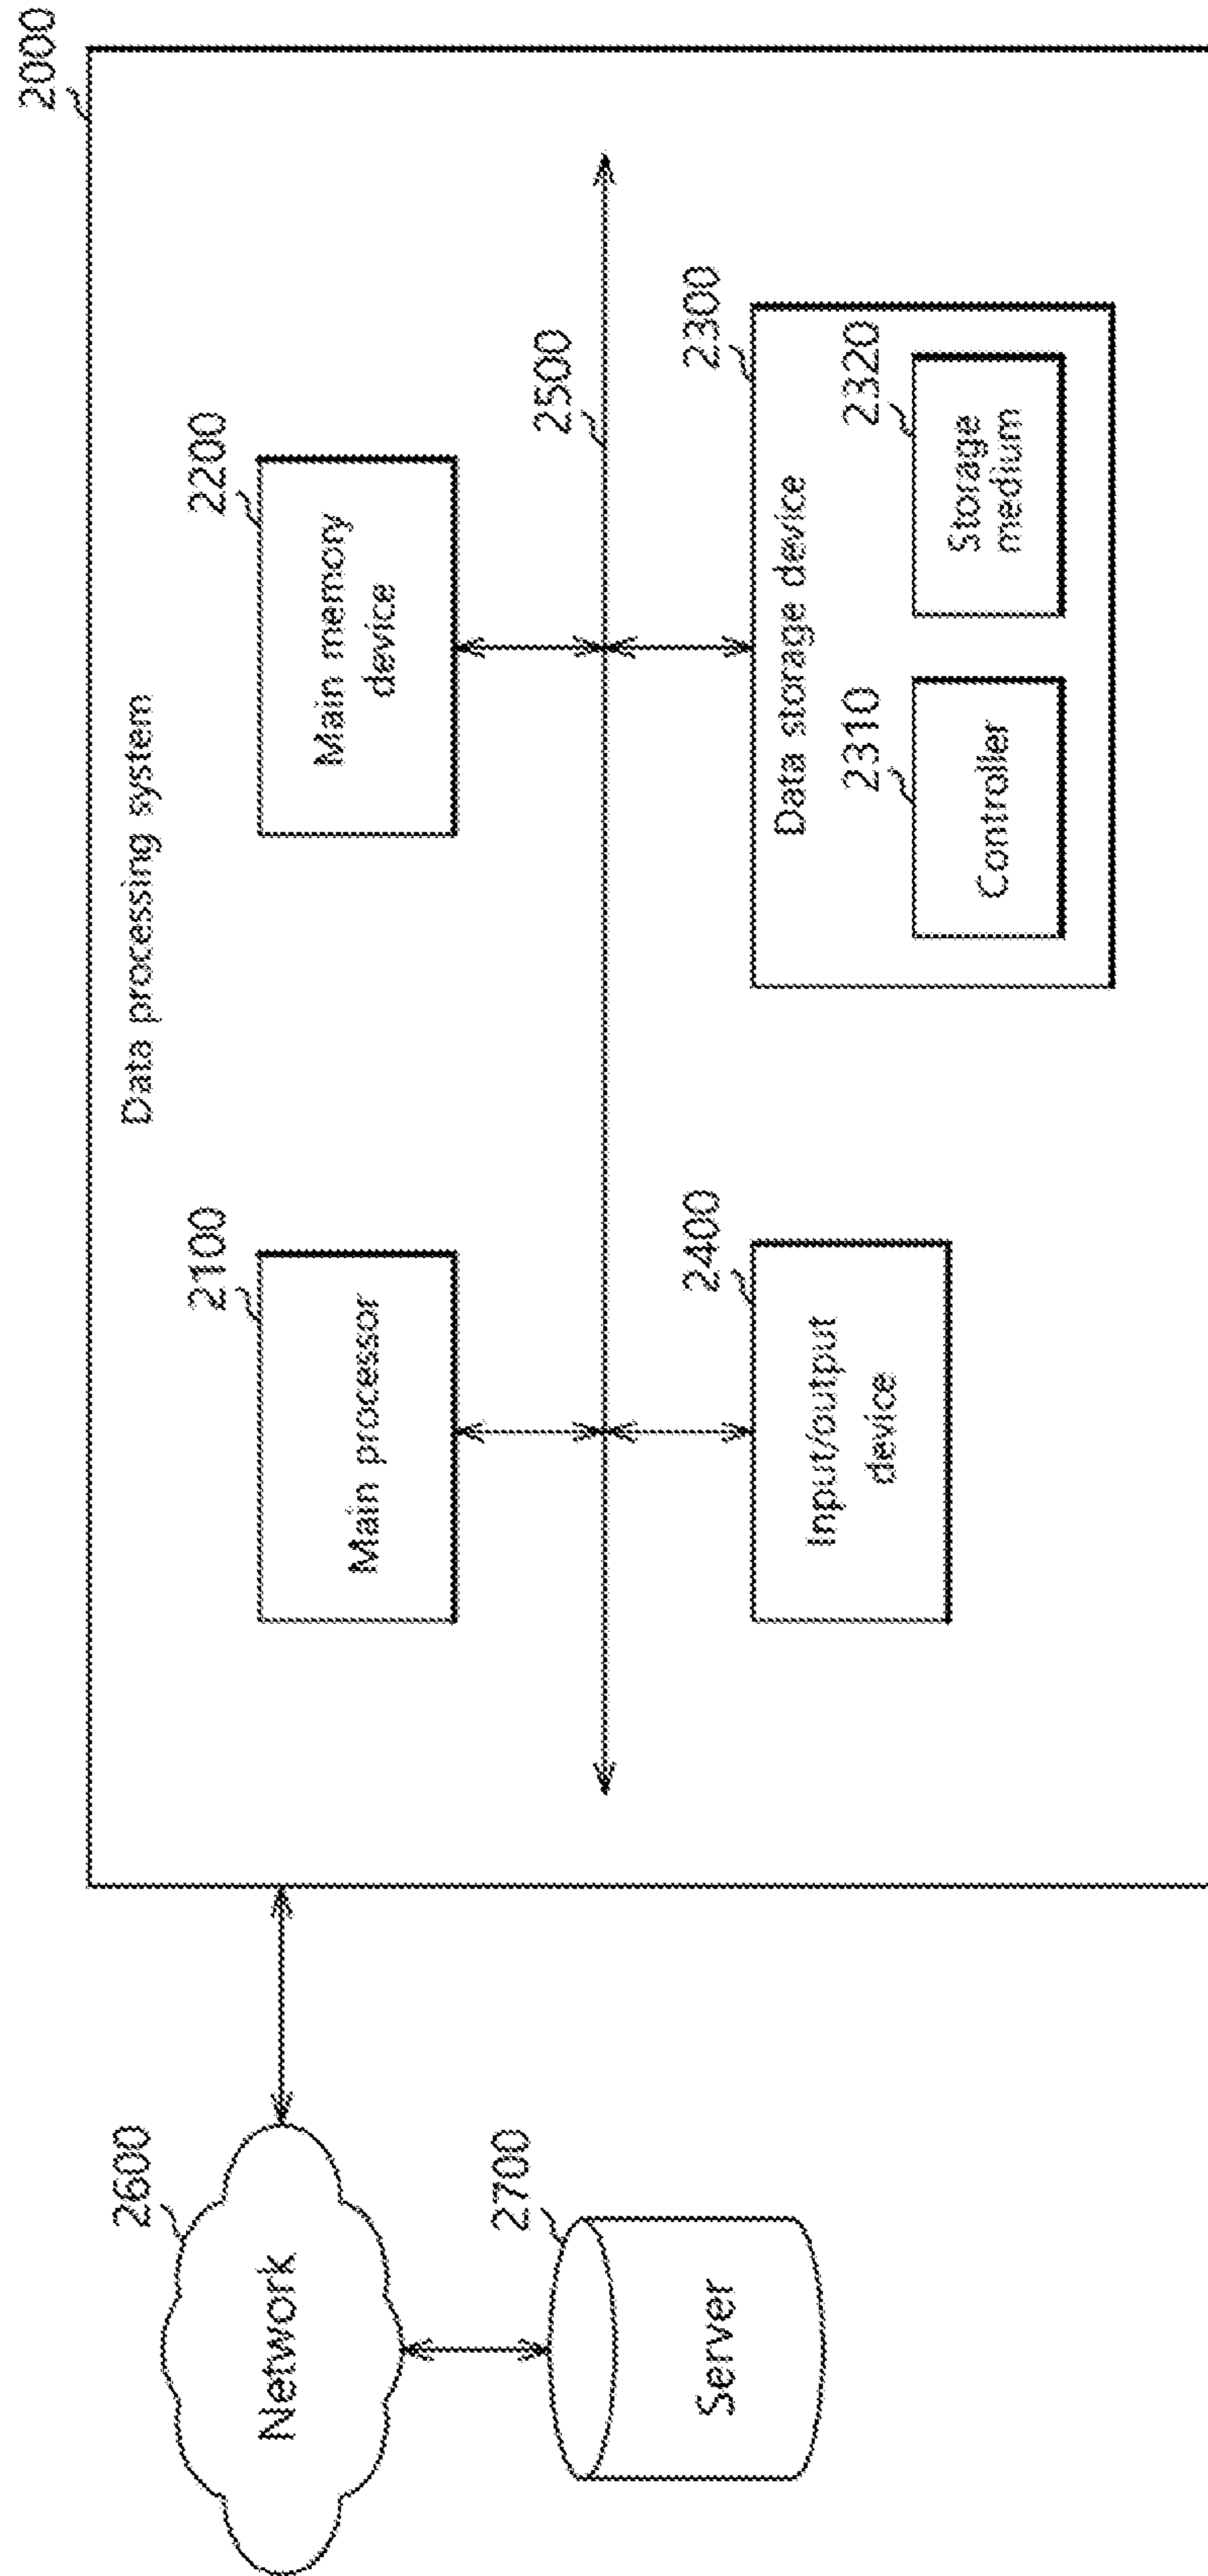 2000
Data processing system
2600
Network
2700
Server
2100
Main processor
2200
Main memory
device
2500
2400
Input/output
device
2300
Data storage device
2310
Controller
2320
Storage
medium